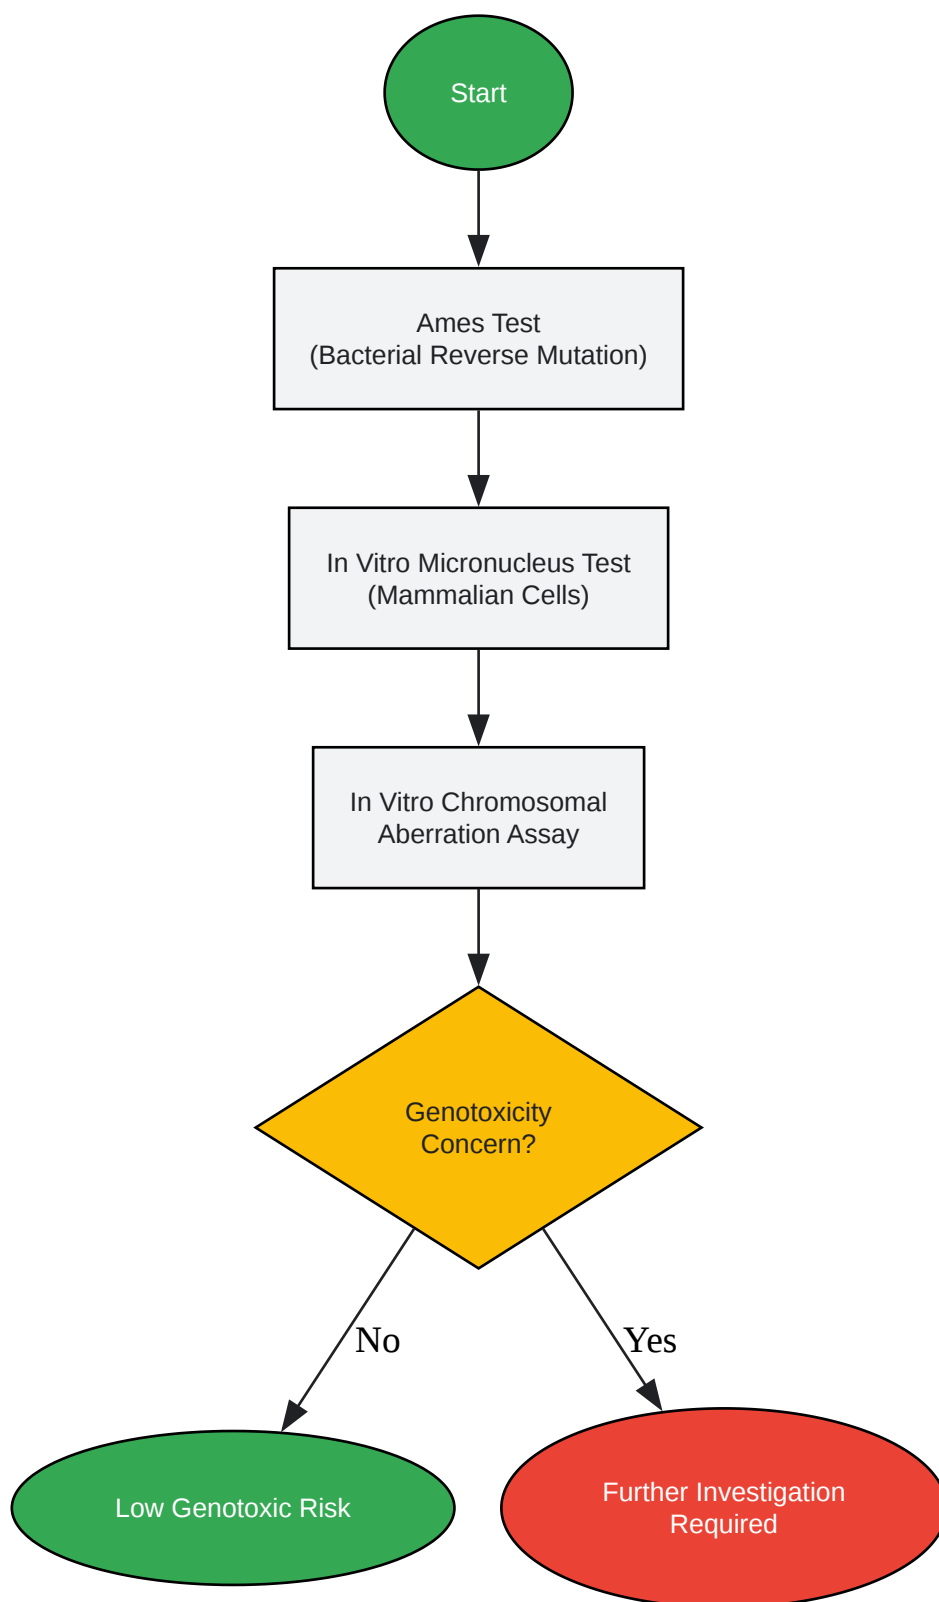 Start
Ames Test
(Bacterial Reverse Mutation)
In Vitro Micronucleus Test
(Mammalian Cells)
In Vitro Chromosomal
Aberration Assay
Genotoxicity
Concern?
No
Yes
Low Genotoxic Risk
Further Investigation
Required